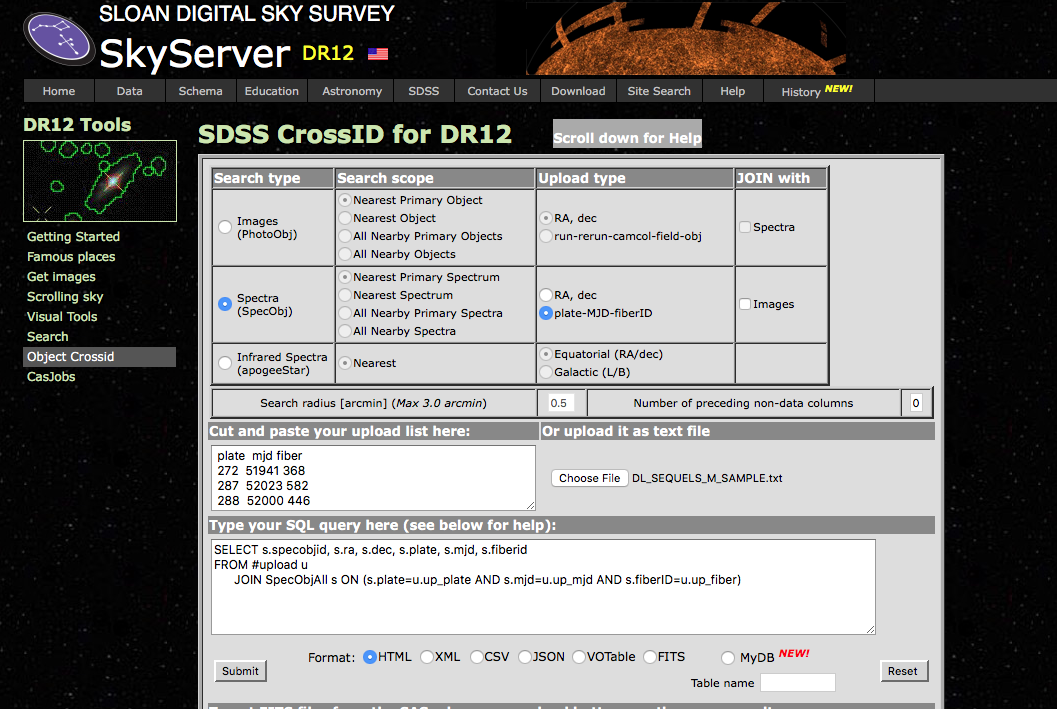 SLOAN DIGITAL SKY SURVEY
SkyServer DR12
Home Data Schema Education Astronomy SDSS Contact Us Download Site Search Help History NEW!
DR12 Tools
Getting Started
Famous places
Get images
Scrolling sky
Visual Tools
Search
Object Crossid
CasJobs
SDSS CrossID for DR12 Scroll down for Help
Search type Search scope Upload type JOIN with
Images
(PhotoObj)
Nearest Primary Object
Nearest Object
All Nearby Primary Objects
All Nearby Objects
RA, dec
run-rerun-camcol-field-obj
Spectra
Spectra
(SpecObj)
Nearest Primary Spectrum
Nearest Spectrum
All Nearby Primary Spectra
All Nearby Spectra
RA, dec
plate-MJD-fiberID
Images
Infrared Spectra
(apogeeStar)
Nearest
Equatorial (RA/dec)
Galactic (L/B)
Search radius [arcmin] (Max 3.0 arcmin) 0.5 Number of preceding non-data columns 0
Cut and paste your upload list here: Or upload it as text file
plate mjd fiber
272 51941 368
287 52023 582
288 52000 446
Choose File DL_SEQUELS_M_SAMPLE.txt
Type your SQL query here (see below for help):
SELECT s.specobjid, s.ra, s.dec, s.plate, s.mjd, s.fiberid
FROM #upload u
JOIN SpecObjAll s ON (s.plate=u.up_plate AND s.mjd=u.up_mjd AND s.fiberID=u.up_fiber)
Format: HTML XML CSV JSON VOTable FITS MyDB NEW!
Submit Reset
Table name